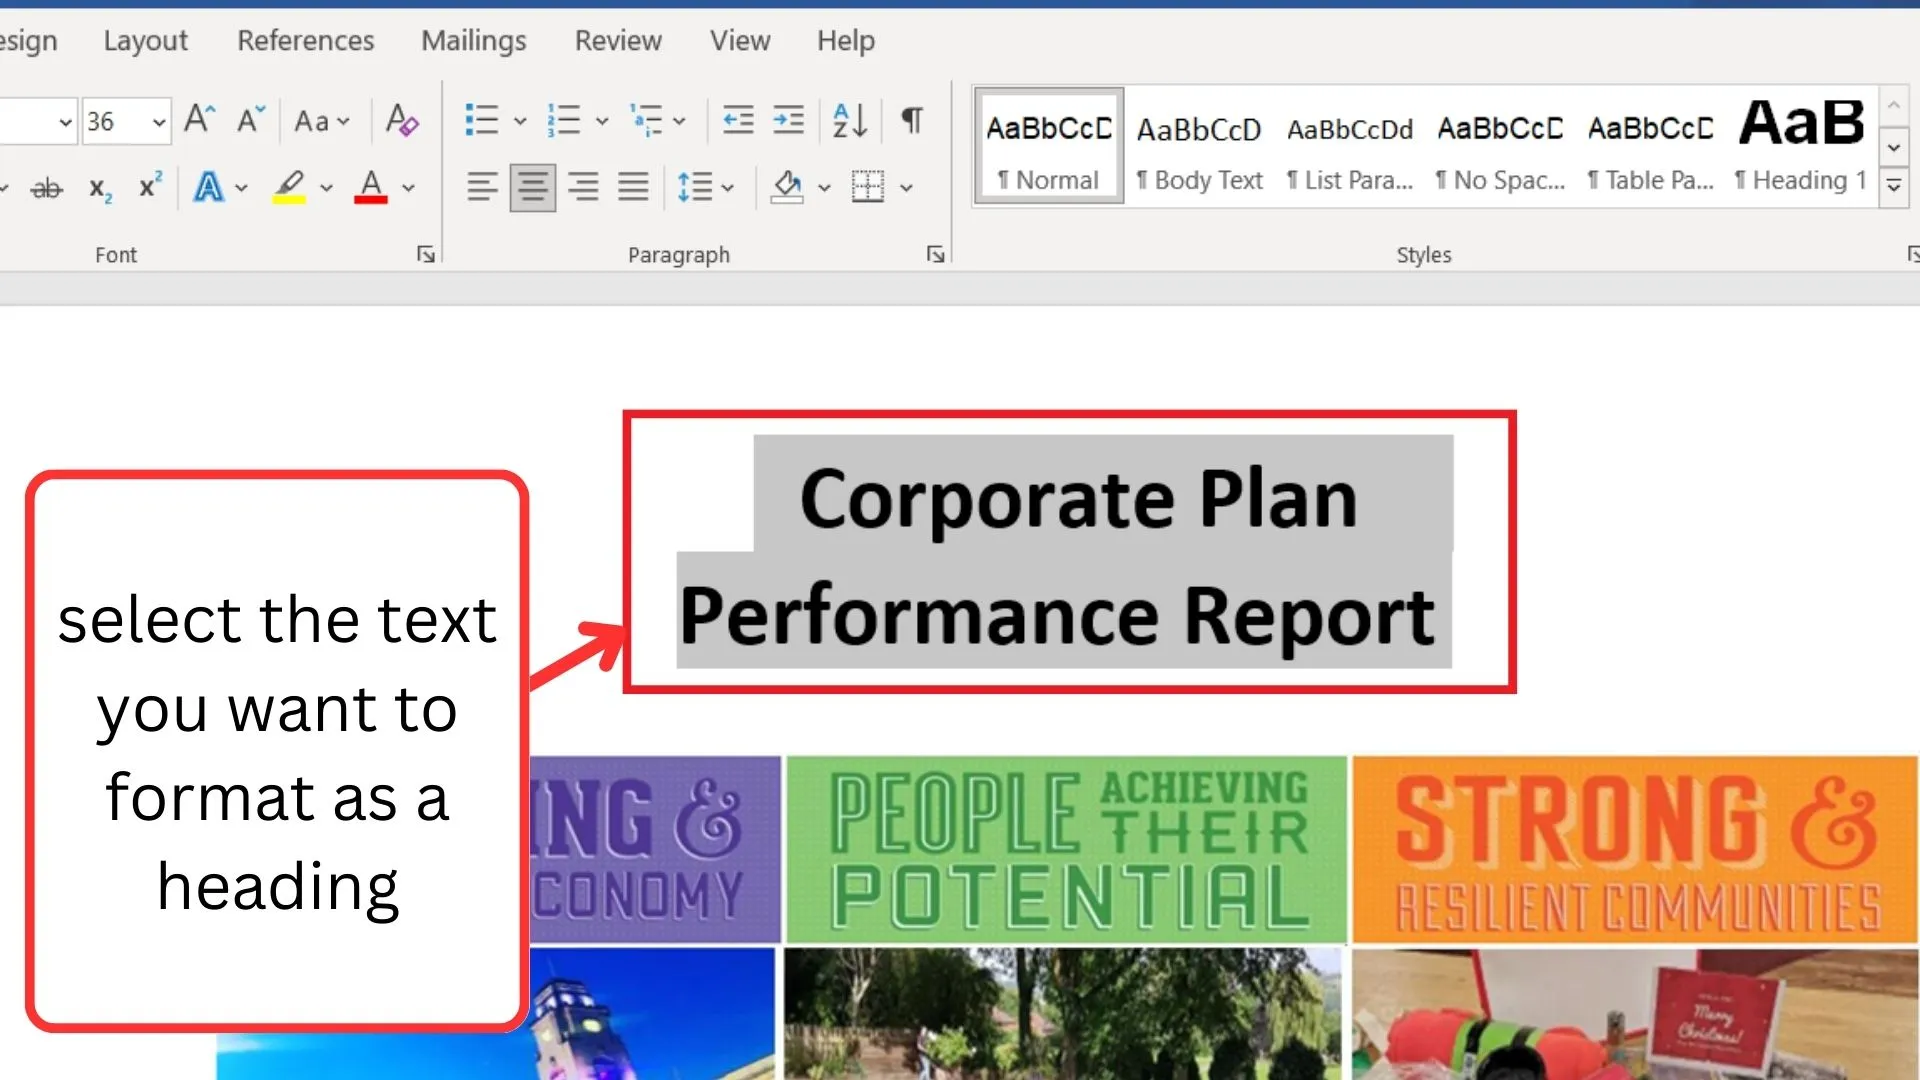 esign Layout References Mailings Review View Help
36 Aa
AaBbCcD AaBbCcD AaBbCcDd AaBbCcD AaBbCcD AaB
¶ Normal ¶ Body Text ¶ List Para... ¶ No Spac... ¶ Table Pa... ¶ Heading 1
Font Paragraph Styles
Corporate Plan
Performance Report
select the text
you want to
format as a
heading
ING &
CONOMY
PEOPLE ACHIEVING
THEIR
POTENTIAL
STRONG &
RESILIENT COMMUNITIES
Merry
Christmas!